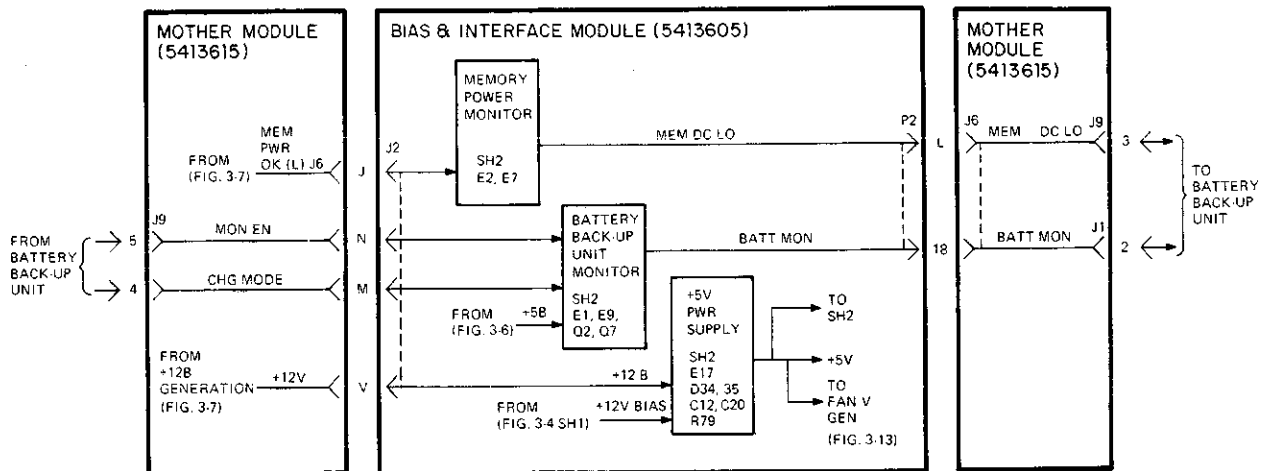 MOTHER MODULE
(5413615)
MEM
PWR
OK (L) J6
FROM
(FIG. 3-7)
J9
FROM
BATTERY
BACK-UP
UNIT
5
4
MON EN
CHG MODE
FROM
+12B
GENERATION
(FIG. 3-7)
+12V
J
N
M
V
BIAS & INTERFACE MODULE (5413605)
J2
MEMORY
POWER
MONITOR
SH2
E2, E7
MEM DC LO
P2
BATTERY
BACK-UP
UNIT
MONITOR
SH2
E1, E9,
Q2, Q7
BATT MON
FROM
(FIG. 3-6)
+5B
+12 B
FROM
(FIG. 3-4 SH1)
+12V BIAS
+5V
PWR
SUPPLY
SH2
E17
D34, 35
C12, C20
R79
TO
SH2
+5V
TO
FAN V
GEN
(FIG. 3-13)
L
18
MOTHER
MODULE
(5413615)
J6
MEM DC LO
J9
BATT MON
J1
3
2
TO
BATTERY
BACK-UP
UNIT